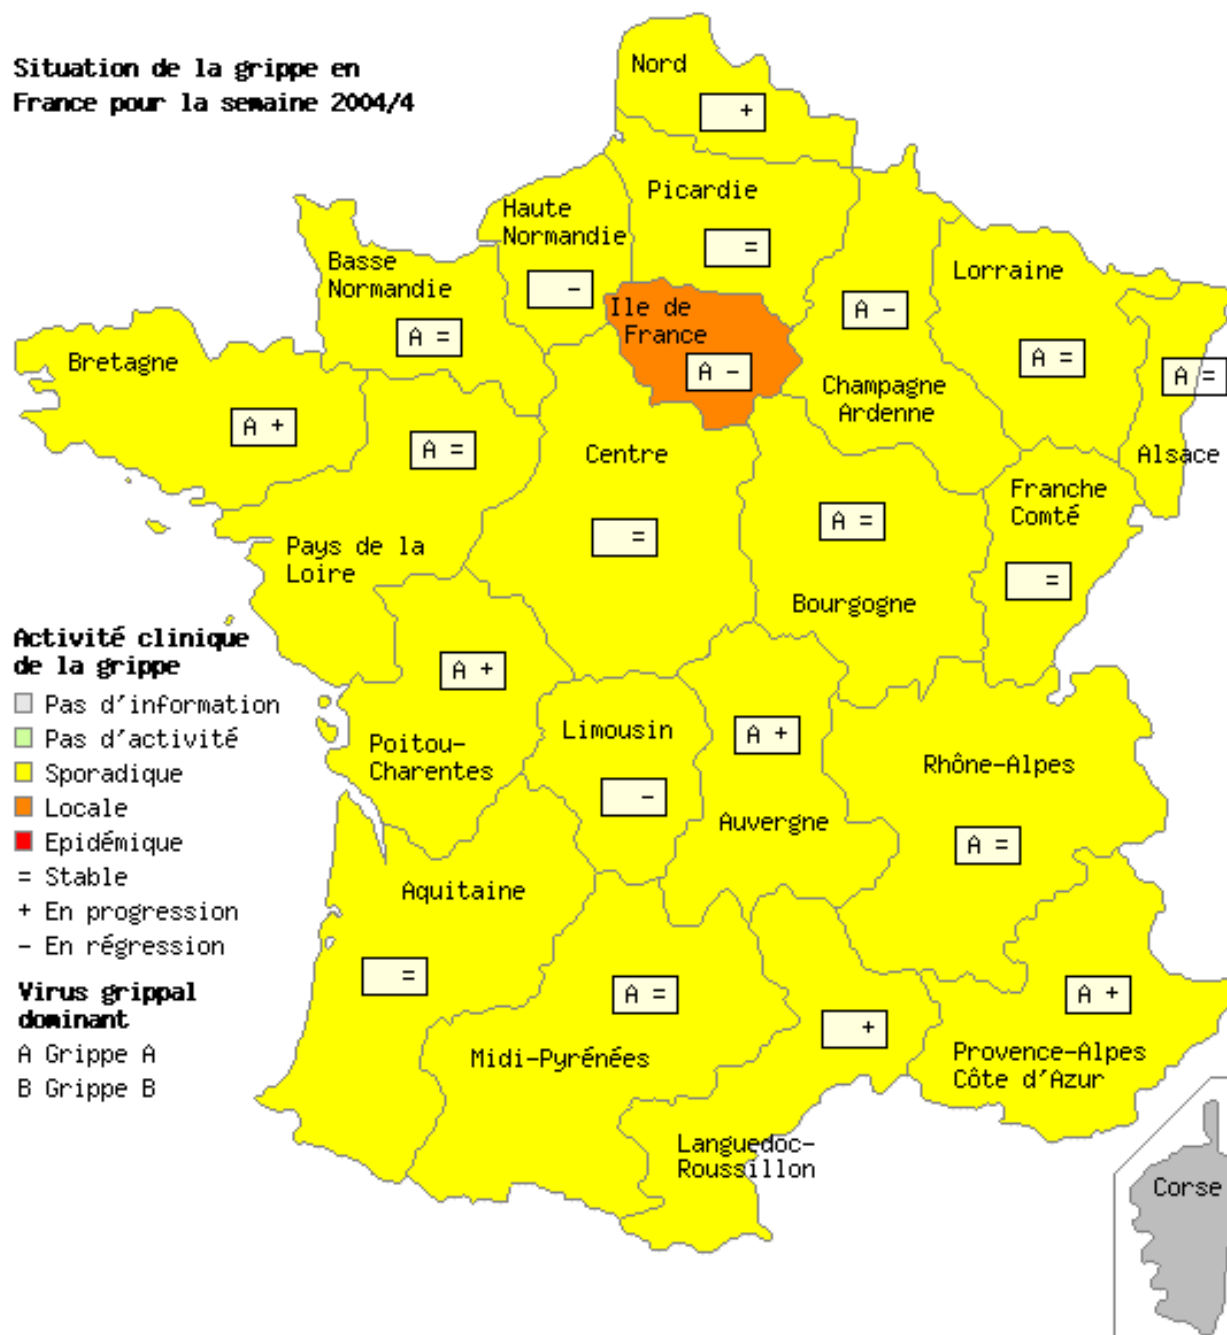 Situation de la grippe en
France pour la semaine 2004/4
Nord
+
Picardie
=
Haute
Normandie
-
Basse
Normandie
A =
Ile de
France
A -
A -
Champagne
Ardenne
Lorraine
A =
A =
Alsace
Bretagne
A +
A =
Pays de la
Loire
Centre
=
A =
Bourgogne
Franche
Comté
=
A +
Poitou-
Charentes
Limousin
-
A +
Auvergne
Rhône-Alpes
A =
Aquitaine
=
A =
Midi-Pyrénées
+
Languedoc-
Roussillon
A +
Provence-Alpes
Côte d'Azur
Corse
Activité clinique
de la grippe
Pas d'information
Pas d'activité
Sporadique
Locale
Epidémique
= Stable
+ En progression
- En régression
Virus grippal
dominant
A Grippe A
B Grippe B